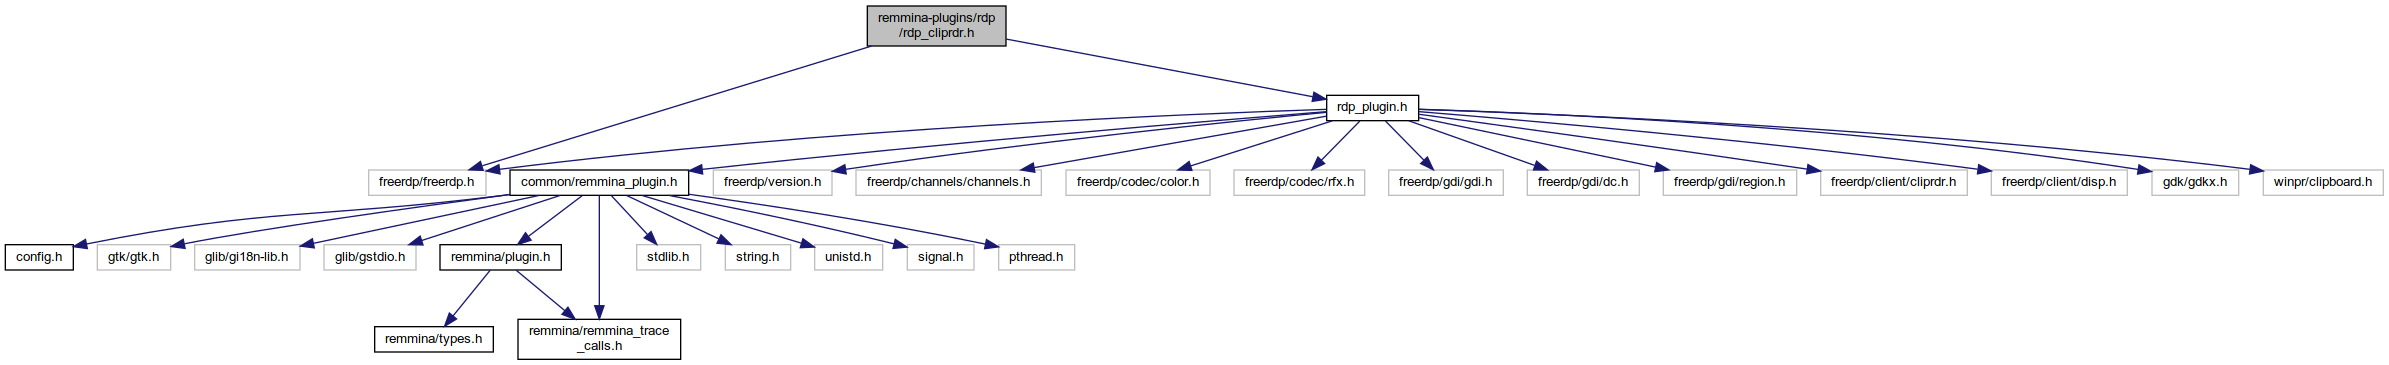 remmina-plugins/rdp
/rdp_cliprdr.h
rdp_plugin.h
freerdp/freerdp.h
common/remmina_plugin.h
freerdp/version.h
freerdp/channels/channels.h
freerdp/codec/color.h
freerdp/codec/rfx.h
freerdp/gdi/gdi.h
freerdp/gdi/dc.h
freerdp/gdi/region.h
freerdp/client/cliprdr.h
freerdp/client/disp.h
gdk/gdkx.h
winpr/clipboard.h
config.h
gtk/gtk.h
glib/gi18n-lib.h
glib/gstdio.h
remmina/plugin.h
stdlib.h
string.h
unistd.h
signal.h
pthread.h
remmina/types.h
remmina/remmina_trace
_calls.h